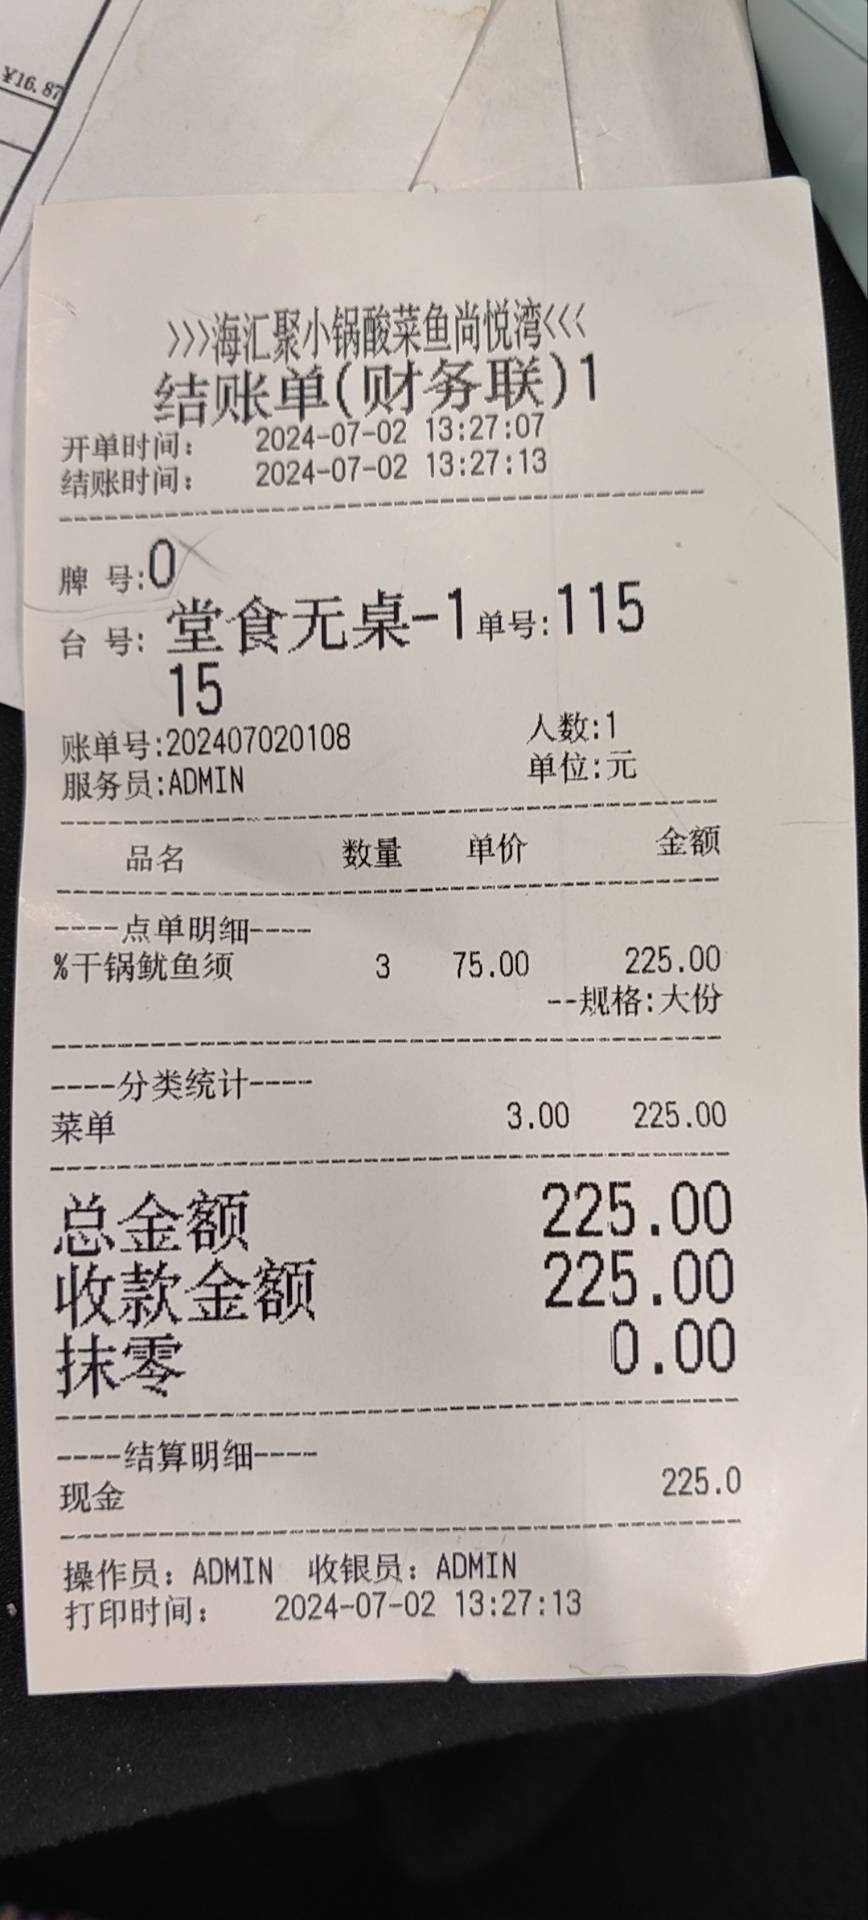 ¥16.87
>>>海汇聚小锅酸菜鱼尚悦湾<<<
结账单(财务联)1
开单时间： 2024-07-02 13:27:07
结账时间： 2024-07-02 13:27:13
牌 号:0
台 号: 堂食无桌-1 单号:115
15
账单号:202407020108 人数:1
服务员:ADMIN 单位:元
品名 数量 单价 金额
----点单明细----
%干锅鱿鱼须 3 75.00 225.00
--规格:大份
----分类统计----
菜单 3.00 225.00
总金额 225.00
收款金额 225.00
抹零 0.00
----结算明细----
现金 225.0
操作员：ADMIN 收银员：ADMIN
打印时间： 2024-07-02 13:27:13